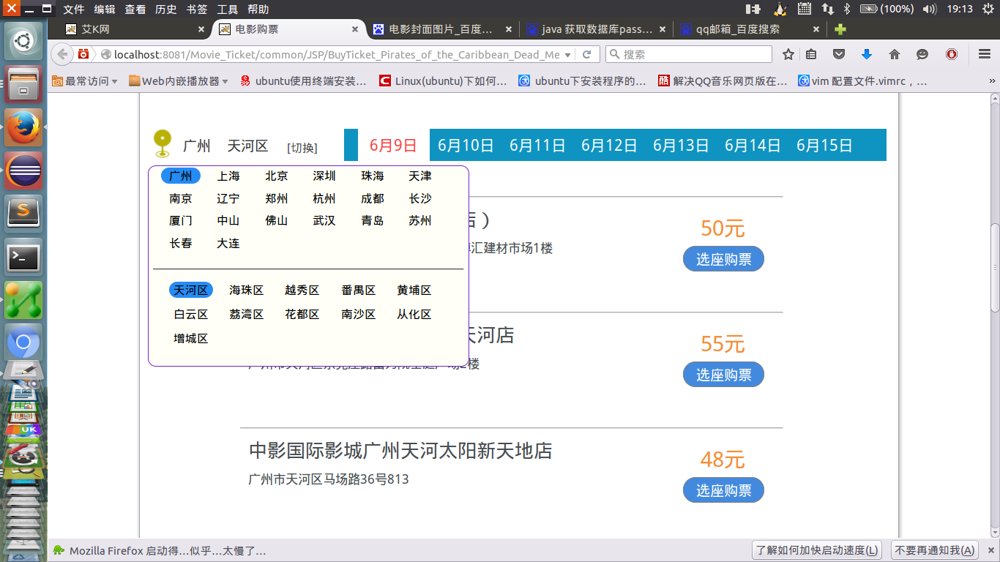 文件 编辑 查看 历史 书签 工具 帮助 (100%) 19:13
艾K网 电影购票 电影封面图片_百度… java 获取数据库pass… qq邮箱_百度搜索
localhost:8081/Movie_Ticket/common/JSP/BuyTicket_Pirates_of_the_Caribbean_Dead_Me 搜索
最常访问 Web内嵌播放器 ubuntu使用终端安装… Linux(ubuntu)下如何… ubuntu下安装程序的… 解决QQ音乐网页版在… vim 配置文件.vimrc，…
广州 天河区 [切换] 6月9日 6月10日 6月11日 6月12日 6月13日 6月14日 6月15日
广州 上海 北京 深圳 珠海 天津
南京 辽宁 郑州 杭州 成都 长沙
厦门 中山 佛山 武汉 青岛 苏州
长春 大连
天河区 海珠区 越秀区 番禺区 黄埔区
白云区 荔湾区 花都区 南沙区 从化区
增城区
店）
汇建材市场1楼
50元
选座购票
天河店
楼
55元
选座购票
中影国际影城广州天河太阳新天地店
广州市天河区马场路36号813
48元
选座购票
UK
Mozilla Firefox 启动得…似乎…太慢了… 了解如何加快启动速度(L) 不要再通知我(A)